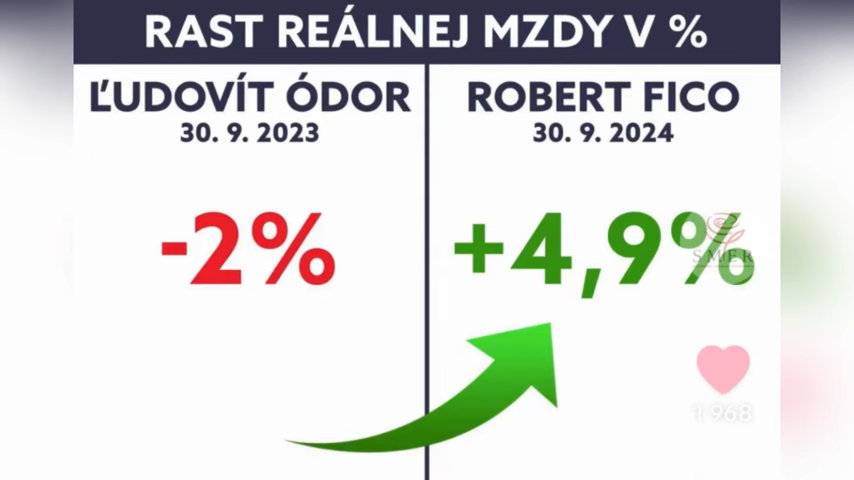 RAST REÁLNEJ MZDY V %
ĽUDOVÍT ÓDOR
30. 9. 2023
-2%
ROBERT FICO
30. 9. 2024
+4,9%
SMER
1 968